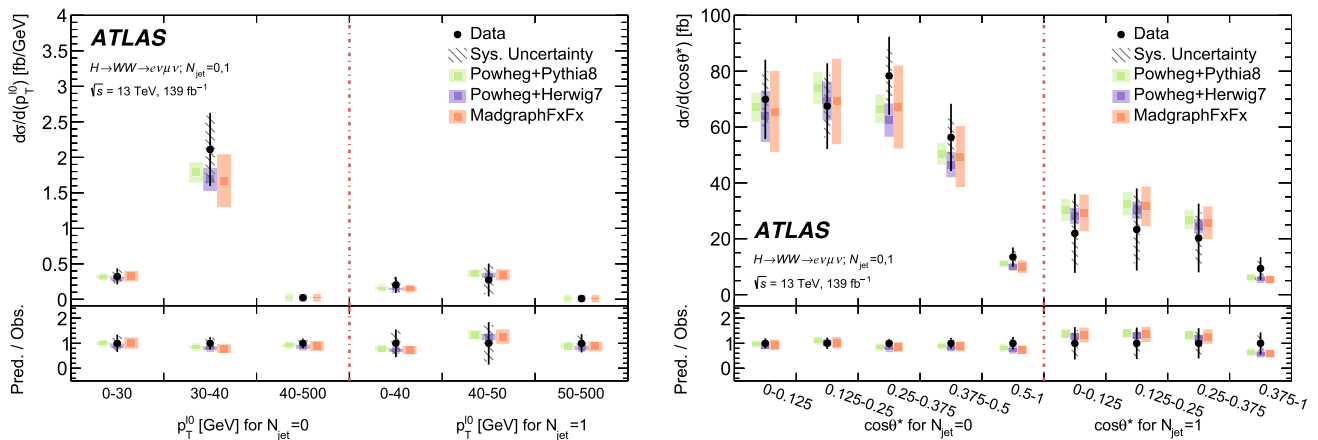 dσ/d(p_T^{l0}) [fb/GeV]
4
3.5
3
2.5
2
1.5
1
0.5
0
ATLAS
H→WW→eνμν; N_jet=0,1
√s = 13 TeV, 139 fb⁻¹
Data
Sys. Uncertainty
Powheg+Pythia8
Powheg+Herwig7
MadgraphFxFx
Pred. / Obs.
2
1
0
0-30 30-40 40-500 0-40 40-50 50-500
p_T^{l0} [GeV] for N_jet=0 p_T^{l0} [GeV] for N_jet=1
dσ/d(cosθ*) [fb]
100
80
60
40
20
0
Data
Sys. Uncertainty
Powheg+Pythia8
Powheg+Herwig7
MadgraphFxFx
ATLAS
H→WW→eνμν; N_jet=0,1
√s = 13 TeV, 139 fb⁻¹
Pred. / Obs.
2
1
0
0-0.125 0.125-0.25 0.25-0.375 0.375-0.5 0.5-1 0-0.125 0.125-0.25 0.25-0.375 0.375-1
cosθ* for N_jet=0 cosθ* for N_jet=1